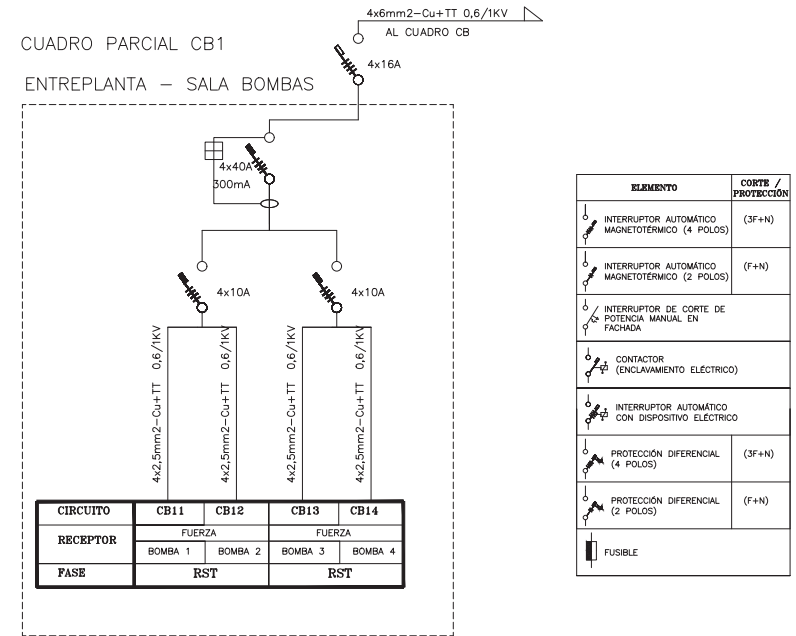 4x6mm2-Cu+TT 0,6/1KV
AL CUADRO CB
CUADRO PARCIAL CB1
4x16A
ENTREPLANTA - SALA BOMBAS
4x40A
300mA
4x10A
4x10A
4x2,5mm2-Cu+TT 0,6/1KV
4x2,5mm2-Cu+TT 0,6/1KV
4x2,5mm2-Cu+TT 0,6/1KV
4x2,5mm2-Cu+TT 0,6/1KV
CIRCUITO CB11 CB12 CB13 CB14
RECEPTOR FUERZA FUERZA
BOMBA 1 BOMBA 2 BOMBA 3 BOMBA 4
FASE RST RST
ELEMENTO CORTE / PROTECCIÓN
INTERRUPTOR AUTOMÁTICO
MAGNETOTÉRMICO (4 POLOS)
(3F+N)
INTERRUPTOR AUTOMÁTICO
MAGNETOTÉRMICO (2 POLOS)
(F+N)
INTERRUPTOR DE CORTE DE
POTENCIA MANUAL EN
FACHADA
CONTACTOR
(ENCLAVAMIENTO ELÉCTRICO)
INTERRUPTOR AUTOMÁTICO
CON DISPOSITIVO ELÉCTRICO
PROTECCIÓN DIFERENCIAL
(4 POLOS)
(3F+N)
PROTECCIÓN DIFERENCIAL
(2 POLOS)
(F+N)
FUSIBLE